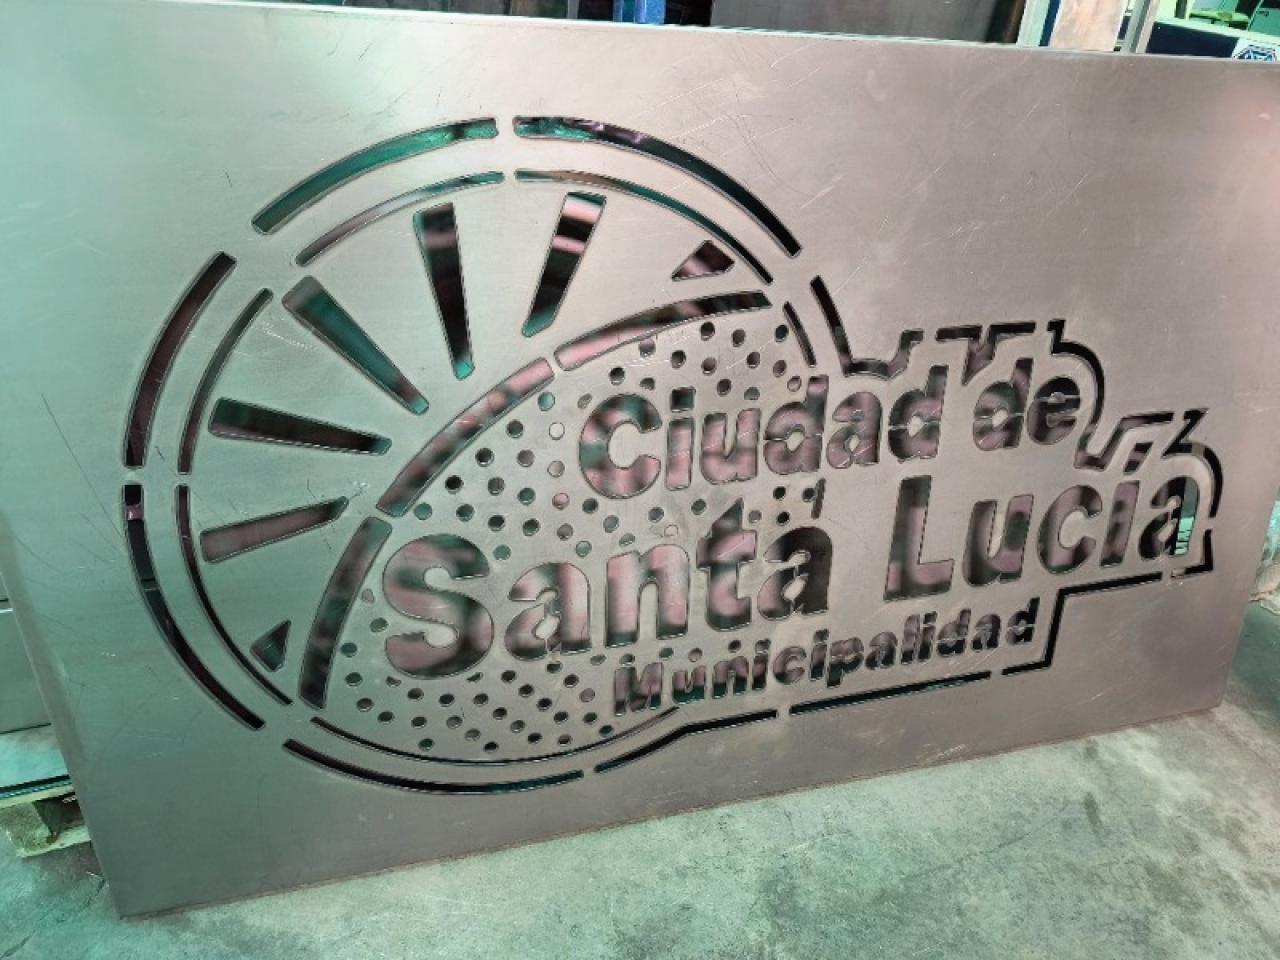 Ciudad de
Santa Lucía
Municipalidad